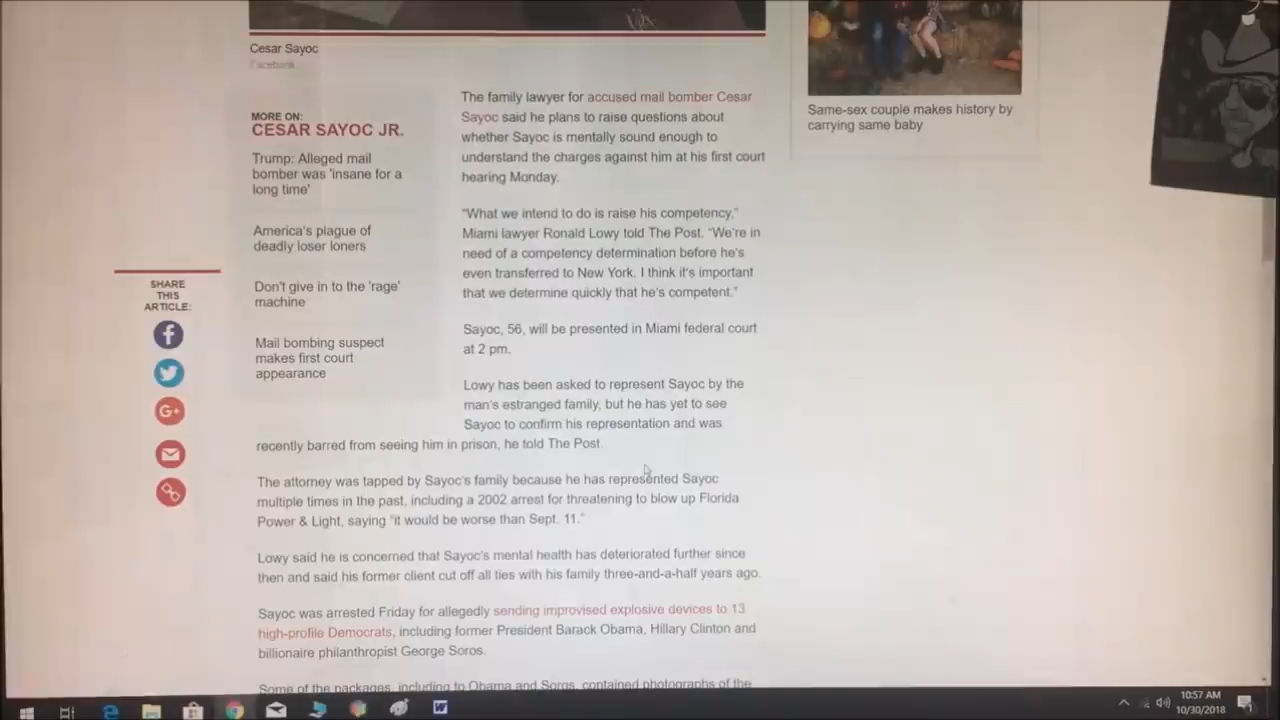 Cesar Sayoc
Facebook
MORE ON:
CESAR SAYOC JR.
Trump: Alleged mail
bomber was 'insane for a
long time'
America's plague of
deadly loser loners
Don't give in to the 'rage'
machine
Mail bombing suspect
makes first court
appearance
SHARE
THIS
ARTICLE:
The family lawyer for accused mail bomber Cesar
Sayoc said he plans to raise questions about
whether Sayoc is mentally sound enough to
understand the charges against him at his first court
hearing Monday.
"What we intend to do is raise his competency,"
Miami lawyer Ronald Lowy told The Post. "We're in
need of a competency determination before he's
even transferred to New York. I think it's important
that we determine quickly that he's competent."
Sayoc, 56, will be presented in Miami federal court
at 2 pm.
Lowy has been asked to represent Sayoc by the
man's estranged family, but he has yet to see
Sayoc to confirm his representation and was
recently barred from seeing him in prison, he told The Post.
The attorney was tapped by Sayoc's family because he has represented Sayoc
multiple times in the past, including a 2002 arrest for threatening to blow up Florida
Power & Light, saying "it would be worse than Sept. 11."
Lowy said he is concerned that Sayoc's mental health has deteriorated further since
then and said his former client cut off all ties with his family three-and-a-half years ago.
Sayoc was arrested Friday for allegedly sending improvised explosive devices to 13
high-profile Democrats, including former President Barack Obama, Hillary Clinton and
billionaire philanthropist George Soros.
Some of the packages, including to Obama and Soros, contained photographs of the
Same-sex couple makes history by
carrying same baby
10:57 AM
10/30/2018